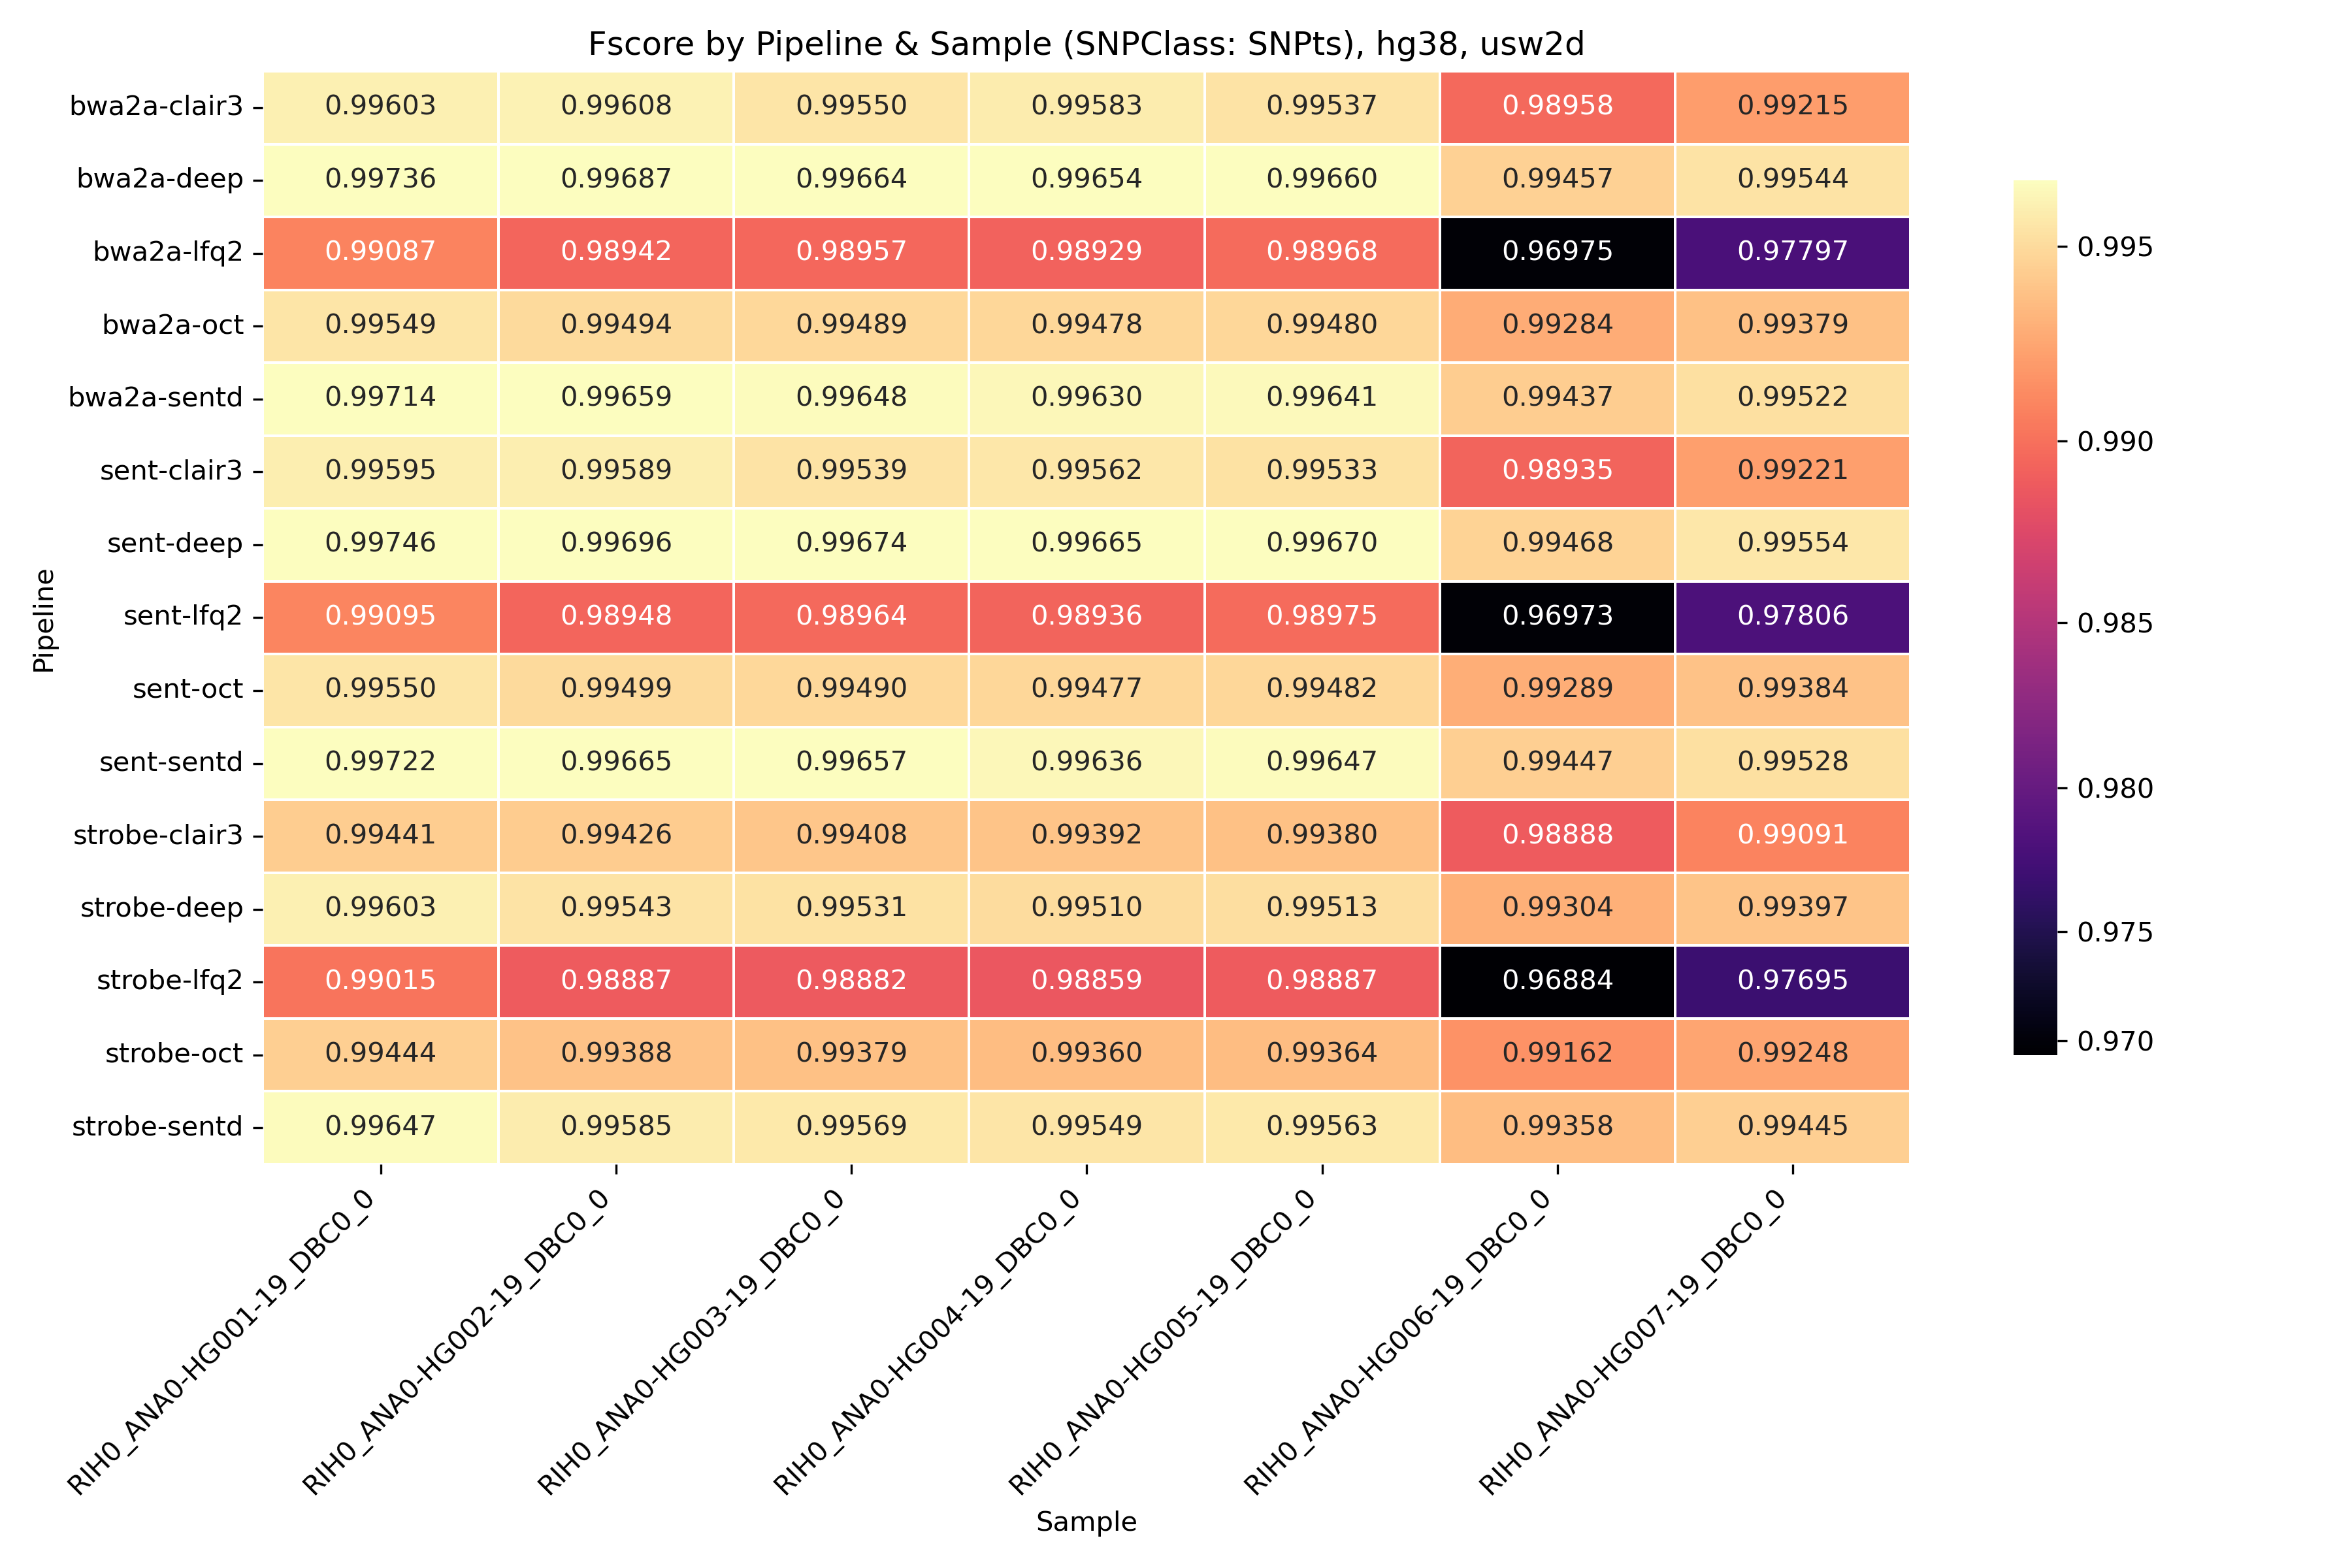 Fscore by Pipeline & Sample (SNPClass: SNPts), hg38, usw2d
Pipeline
bwa2a-clair3 0.99603 0.99608 0.99550 0.99583 0.99537 0.98958 0.99215
bwa2a-deep 0.99736 0.99687 0.99664 0.99654 0.99660 0.99457 0.99544
bwa2a-lfq2 0.99087 0.98942 0.98957 0.98929 0.98968 0.96975 0.97797
bwa2a-oct 0.99549 0.99494 0.99489 0.99478 0.99480 0.99284 0.99379
bwa2a-sentd 0.99714 0.99659 0.99648 0.99630 0.99641 0.99437 0.99522
sent-clair3 0.99595 0.99589 0.99539 0.99562 0.99533 0.98935 0.99221
sent-deep 0.99746 0.99696 0.99674 0.99665 0.99670 0.99468 0.99554
sent-lfq2 0.99095 0.98948 0.98964 0.98936 0.98975 0.96973 0.97806
sent-oct 0.99550 0.99499 0.99490 0.99477 0.99482 0.99289 0.99384
sent-sentd 0.99722 0.99665 0.99657 0.99636 0.99647 0.99447 0.99528
strobe-clair3 0.99441 0.99426 0.99408 0.99392 0.99380 0.98888 0.99091
strobe-deep 0.99603 0.99543 0.99531 0.99510 0.99513 0.99304 0.99397
strobe-lfq2 0.99015 0.98887 0.98882 0.98859 0.98887 0.96884 0.97695
strobe-oct 0.99444 0.99388 0.99379 0.99360 0.99364 0.99162 0.99248
strobe-sentd 0.99647 0.99585 0.99569 0.99549 0.99563 0.99358 0.99445
RIH0_ANA0-HG001-19_DBC0_0
RIH0_ANA0-HG002-19_DBC0_0
RIH0_ANA0-HG003-19_DBC0_0
RIH0_ANA0-HG004-19_DBC0_0
RIH0_ANA0-HG005-19_DBC0_0
RIH0_ANA0-HG006-19_DBC0_0
RIH0_ANA0-HG007-19_DBC0_0
Sample
0.995
0.990
0.985
0.980
0.975
0.970